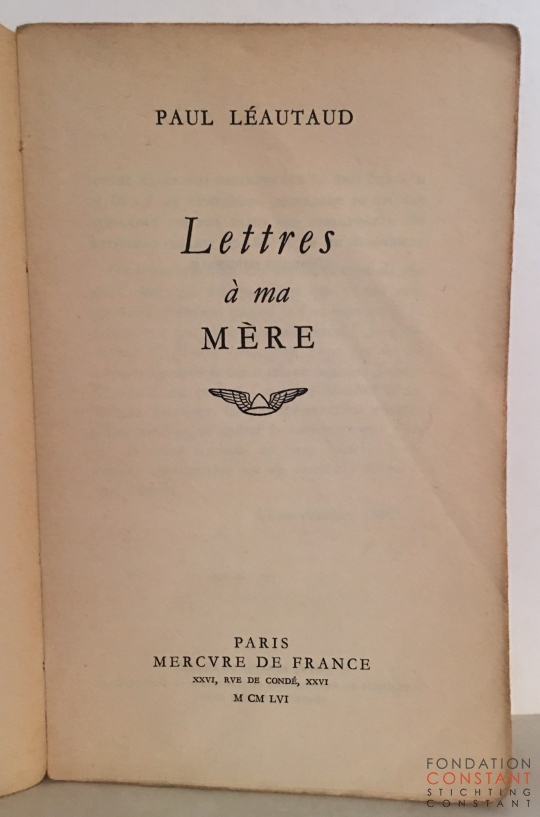 PAUL LÉAUTAUD
Lettres
à ma
MÈRE
PARIS
MERCVRE DE FRANCE
XXVI, RVE DE CONDÉ, XXVI
M CM LVI
FONDATION
CONSTANT
STICHTING
CONSTANT